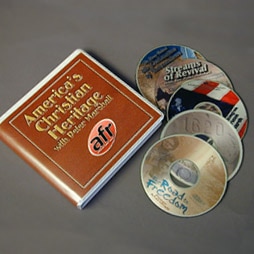 America's
Christian
Heritage
with Peter Marshall
afr
Streams
of Revival
Road to
Freedom